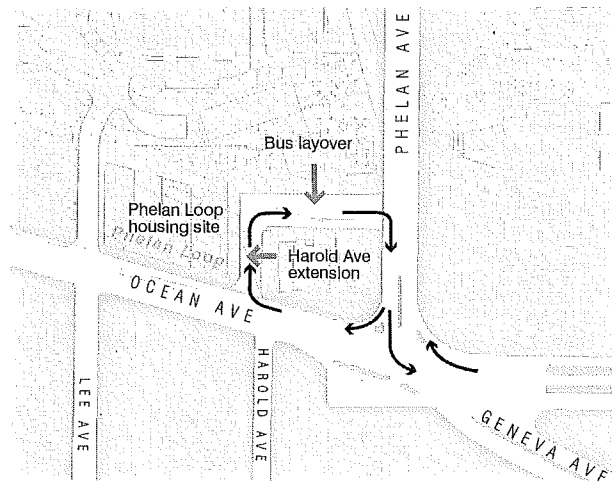 PHELAN AVE
Bus layover
Phelan Loop
housing site
Phelan Loop
Harold Ave
extension
OCEAN AVE
LEE AVE
HAROLD AVE
GENEVA AVE